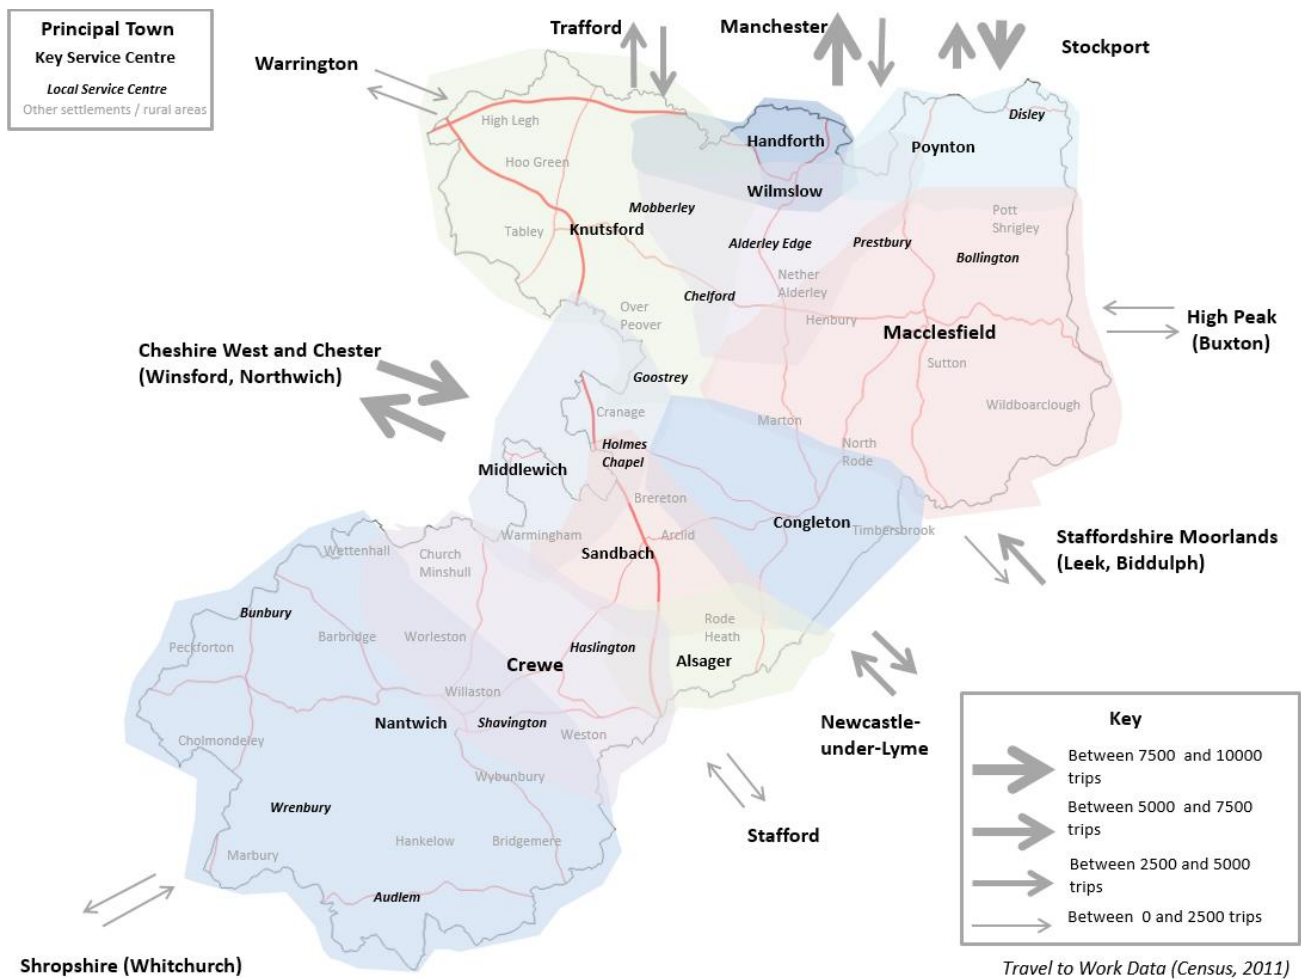 Principal Town
Key Service Centre
Local Service Centre
Other settlements / rural areas
Trafford
Manchester
Stockport
Warrington
Disley
High Legh
Handforth
Poynton
Hoo Green
Wilmslow
Mobberley
Pott
Shrigley
Tabley
Knutsford
Alderley Edge
Prestbury
Bollington
Nether
Alderley
Chelford
Over
Peover
Henbury
Macclesfield
High Peak
(Buxton)
Cheshire West and Chester
(Winsford, Northwich)
Sutton
Goostrey
Wildboarclough
Cranage
Marton
Holmes
Chapel
North
Rode
Middlewich
Brereton
Congleton
Timbersbrook
Warmingham
Arclid
Staffordshire Moorlands
(Leek, Biddulph)
Wettenhall
Church
Minshull
Sandbach
Bunbury
Rode
Heath
Peckforton
Barbridge
Worleston
Haslington
Crewe
Alsager
Willaston
Nantwich
Shavington
Weston
Newcastle-
under-Lyme
Cholmondeley
Wybunbury
Wrenbury
Stafford
Hankelow
Bridgemere
Marbury
Audlem
Shropshire (Whitchurch)
Key
Between 7500 and 10000
trips
Between 5000 and 7500
trips
Between 2500 and 5000
trips
Between 0 and 2500 trips
Travel to Work Data (Census, 2011)